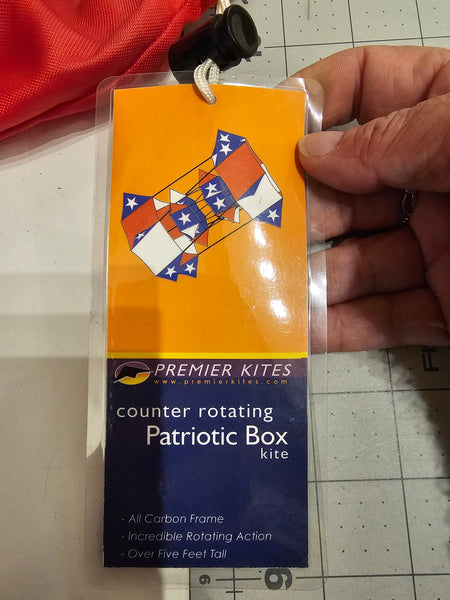 PREMIER KITES
www.premierkites.com
counter rotating
Patriotic Box
kite
- All Carbon Frame
- Incredible Rotating Action
- Over Five Feet Tall
6